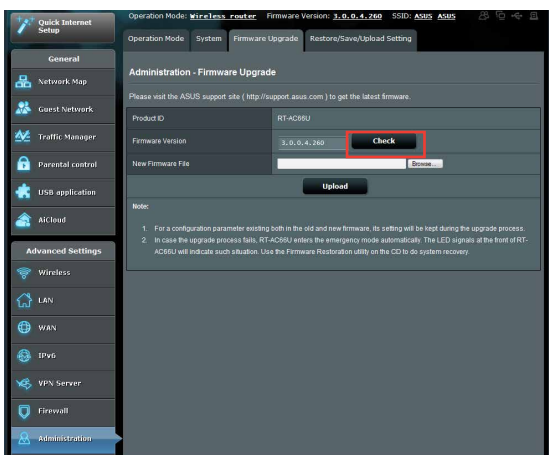 Quick Internet
Setup
Operation Mode: Wireless router Firmware Version: 3.0.0.4.260 SSID: ASUS ASUS
Operation Mode System Firmware Upgrade Restore/Save/Upload Setting
General
Network Map
Guest Network
Traffic Manager
Parental control
USB application
AiCloud
Advanced Settings
Wireless
LAN
WAN
IPv6
VPN Server
Firewall
Administration
Administration - Firmware Upgrade
Please visit the ASUS support site ( http://support.asus.com ) to get the latest firmware.
Product ID RT-AC66U
Firmware Version 3.0.0.4.260 Check
New Firmware File Browse...
Upload
Note:
1. For a configuration parameter existing both in the old and new firmware, its setting will be kept during the upgrade process.
2. In case the upgrade process fails, RT-AC66U enters the emergency mode automatically. The LED signals at the front of RT-
AC66U will indicate such situation. Use the Firmware Restoration utility on the CD to do system recovery.